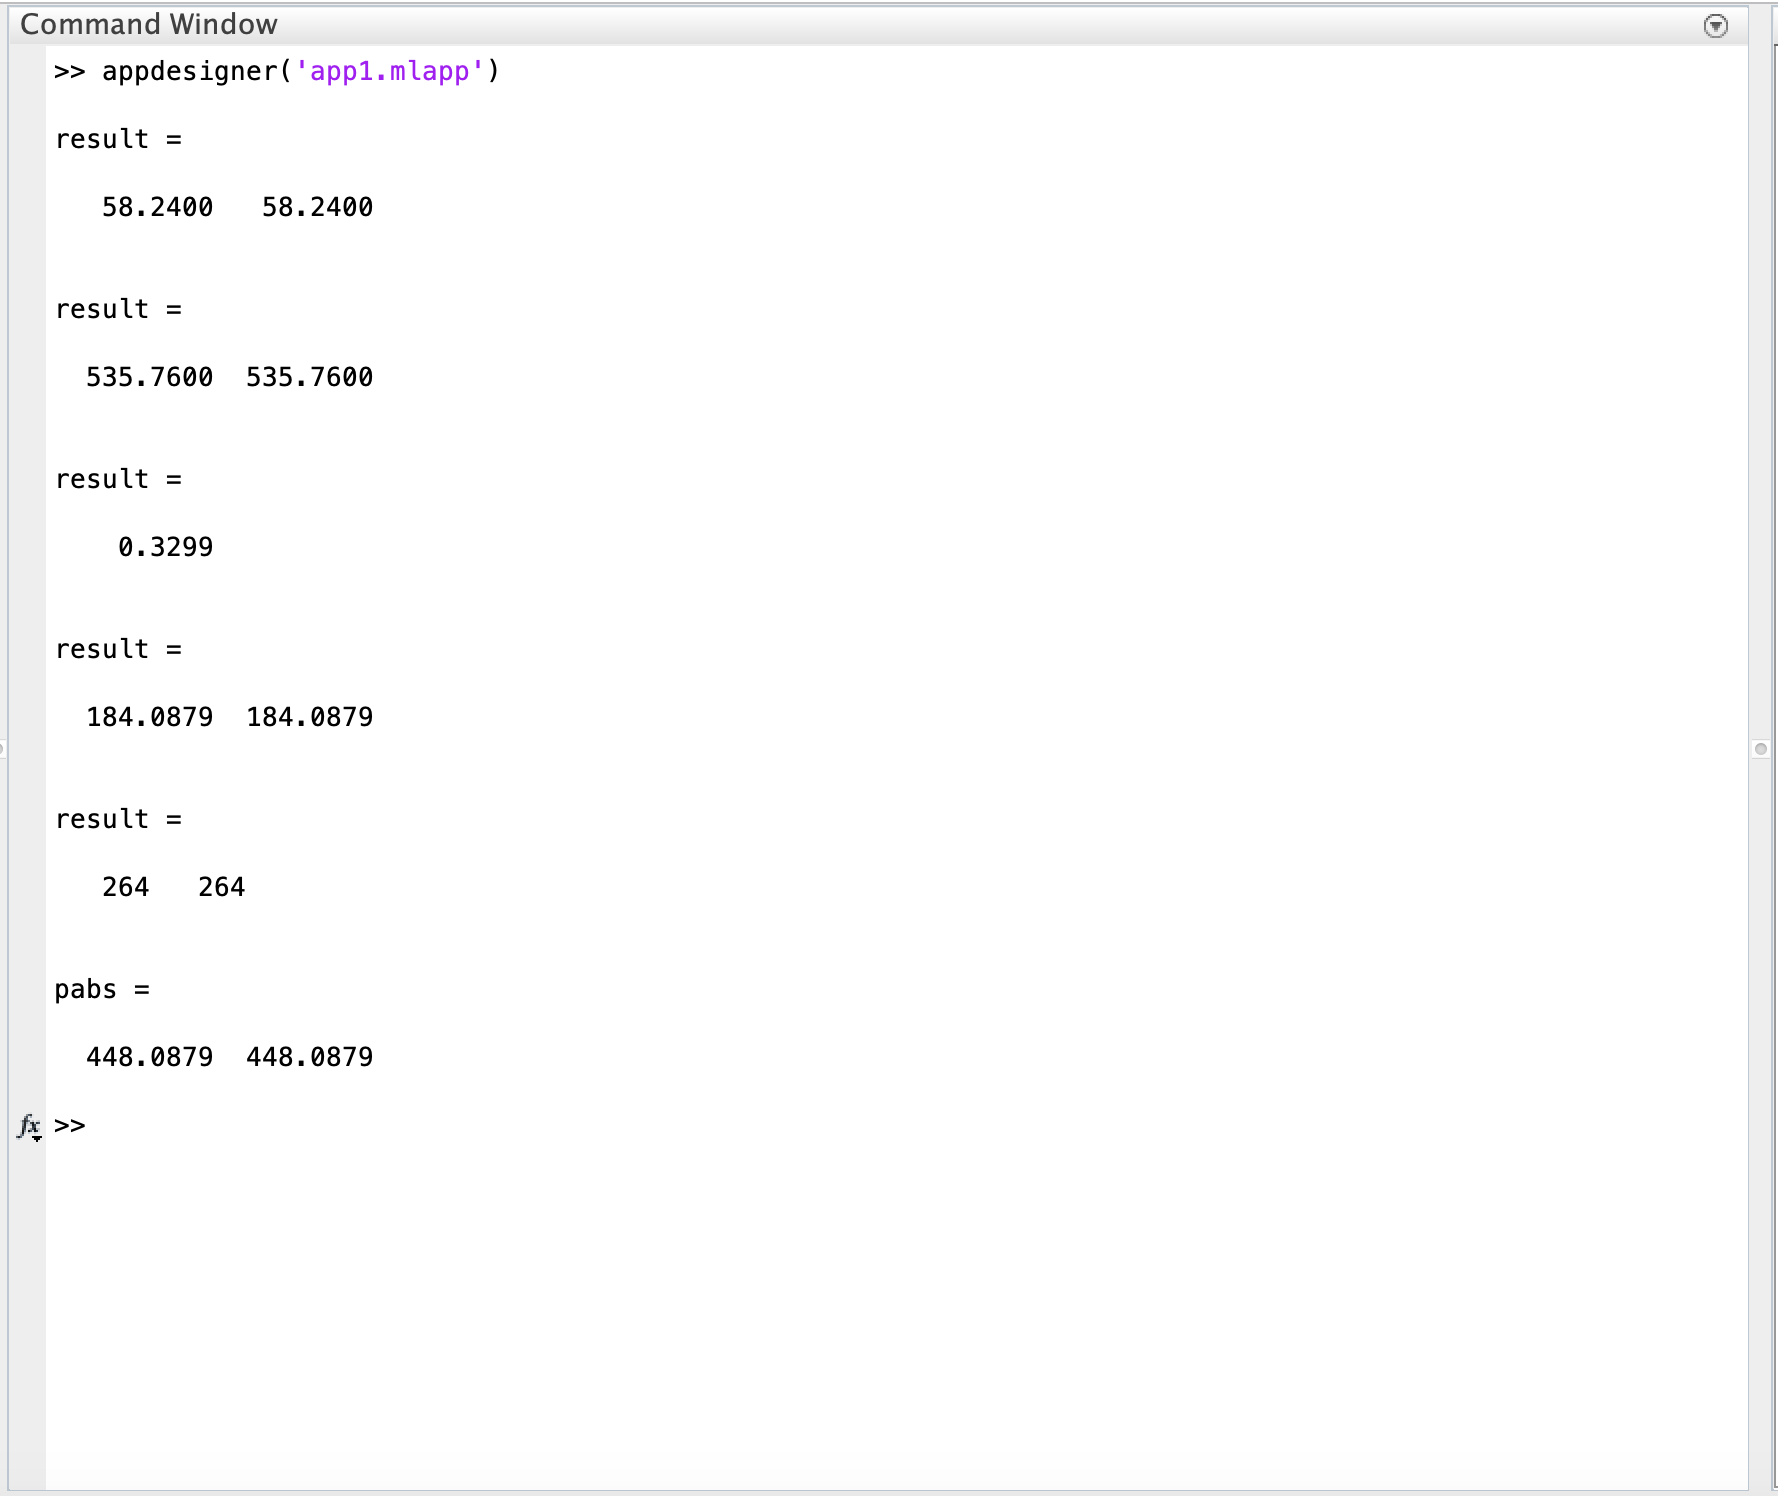 Command Window
>> appdesigner('app1.mlapp')
result =
58.2400   58.2400
result =
535.7600  535.7600
result =
0.3299
result =
184.0879  184.0879
result =
264   264
pabs =
448.0879  448.0879
fx >>